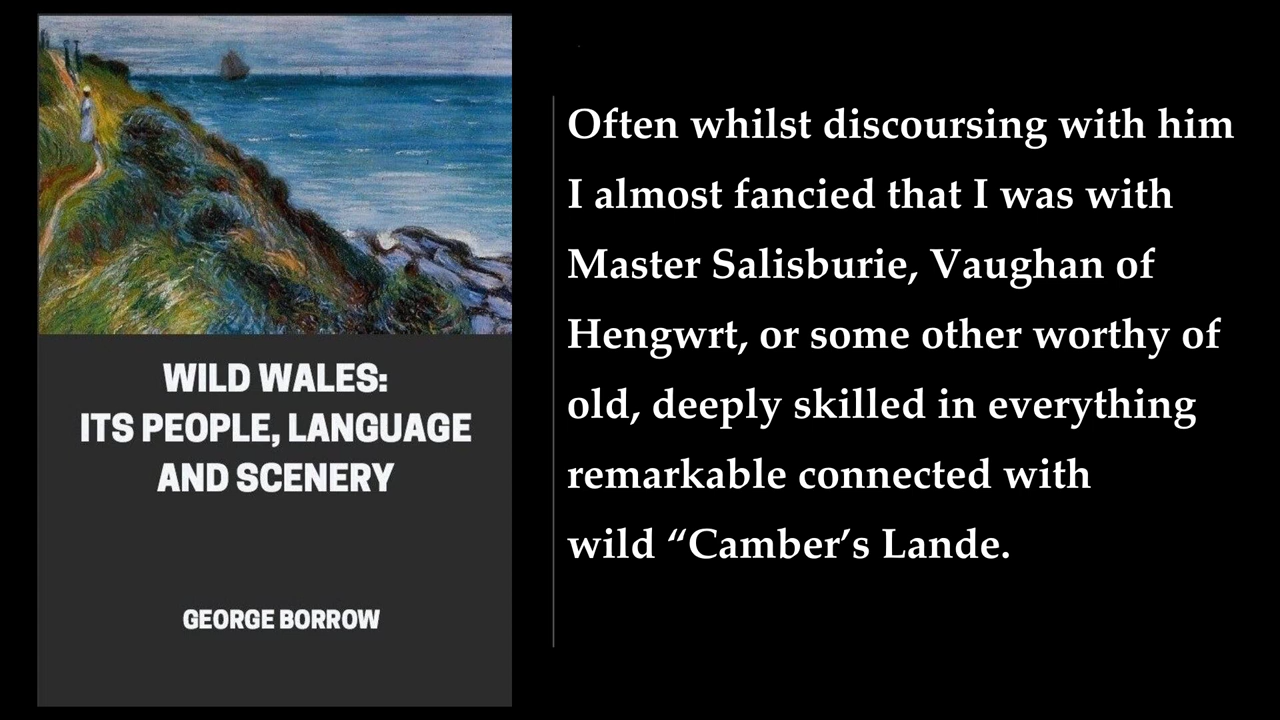 WILD WALES:
ITS PEOPLE, LANGUAGE
AND SCENERY
GEORGE BORROW
Often whilst discoursing with him
I almost fancied that I was with
Master Salisburie, Vaughan of
Hengwrt, or some other worthy of
old, deeply skilled in everything
remarkable connected with
wild “Camber’s Lande.